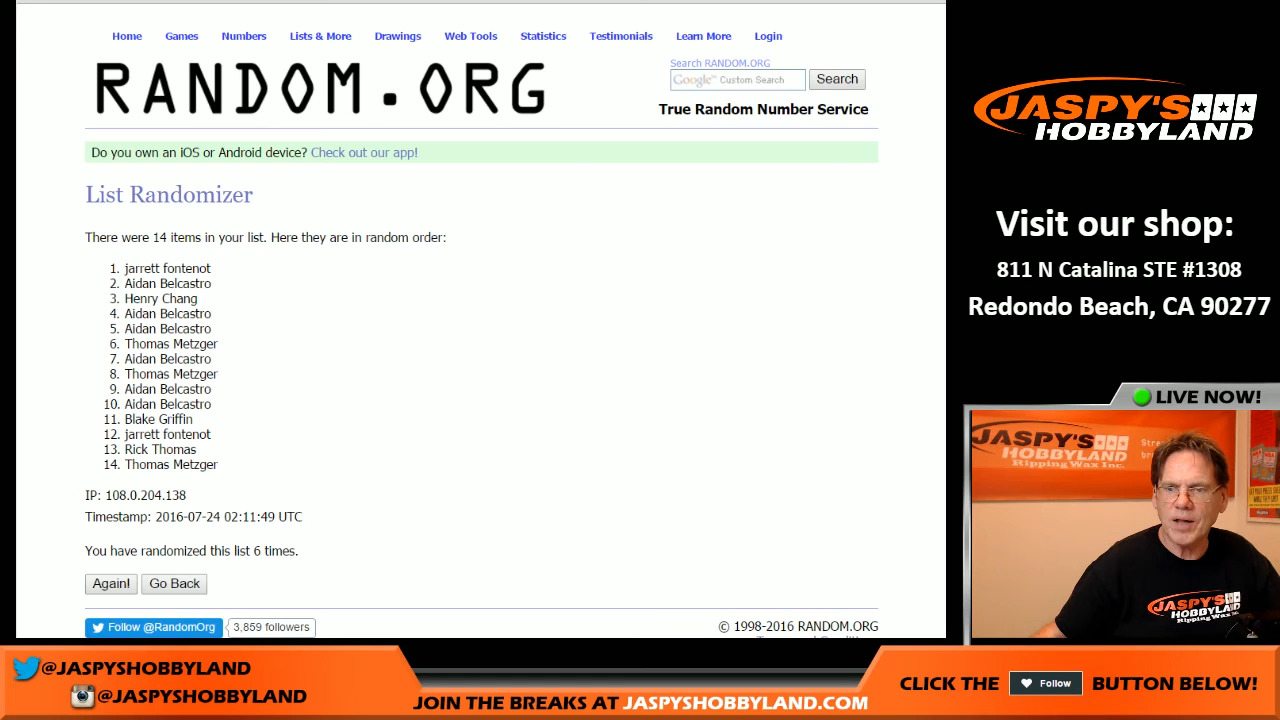 Home Games Numbers Lists & More Drawings Web Tools Statistics Testimonials Learn More Login
RANDOM.ORG
Search RANDOM.ORG
Google™ Custom Search
Search
True Random Number Service
Do you own an iOS or Android device? Check out our app!
List Randomizer
There were 14 items in your list. Here they are in random order:
1. jarrett fontenot
2. Aidan Belcastro
3. Henry Chang
4. Aidan Belcastro
5. Aidan Belcastro
6. Thomas Metzger
7. Aidan Belcastro
8. Thomas Metzger
9. Aidan Belcastro
10. Aidan Belcastro
11. Blake Griffin
12. jarrett fontenot
13. Rick Thomas
14. Thomas Metzger
IP: 108.0.204.138
Timestamp: 2016-07-24 02:11:49 UTC
You have randomized this list 6 times.
Again! Go Back
Follow @RandomOrg 3,859 followers
© 1998-2016 RANDOM.ORG
JASPY'S
HOBBYLAND
Visit our shop:
811 N Catalina STE #1308
Redondo Beach, CA 90277
LIVE NOW!
JASPY'S
HOBBYLAND
Ripping Wax Inc.
JASPY'S
HOBBYLAND
Ripping Wax
@JASPYSHOBBYLAND
@JASPYSHOBBYLAND
JOIN THE BREAKS AT JASPYSHOBBYLAND.COM
CLICK THE Follow BUTTON BELOW!